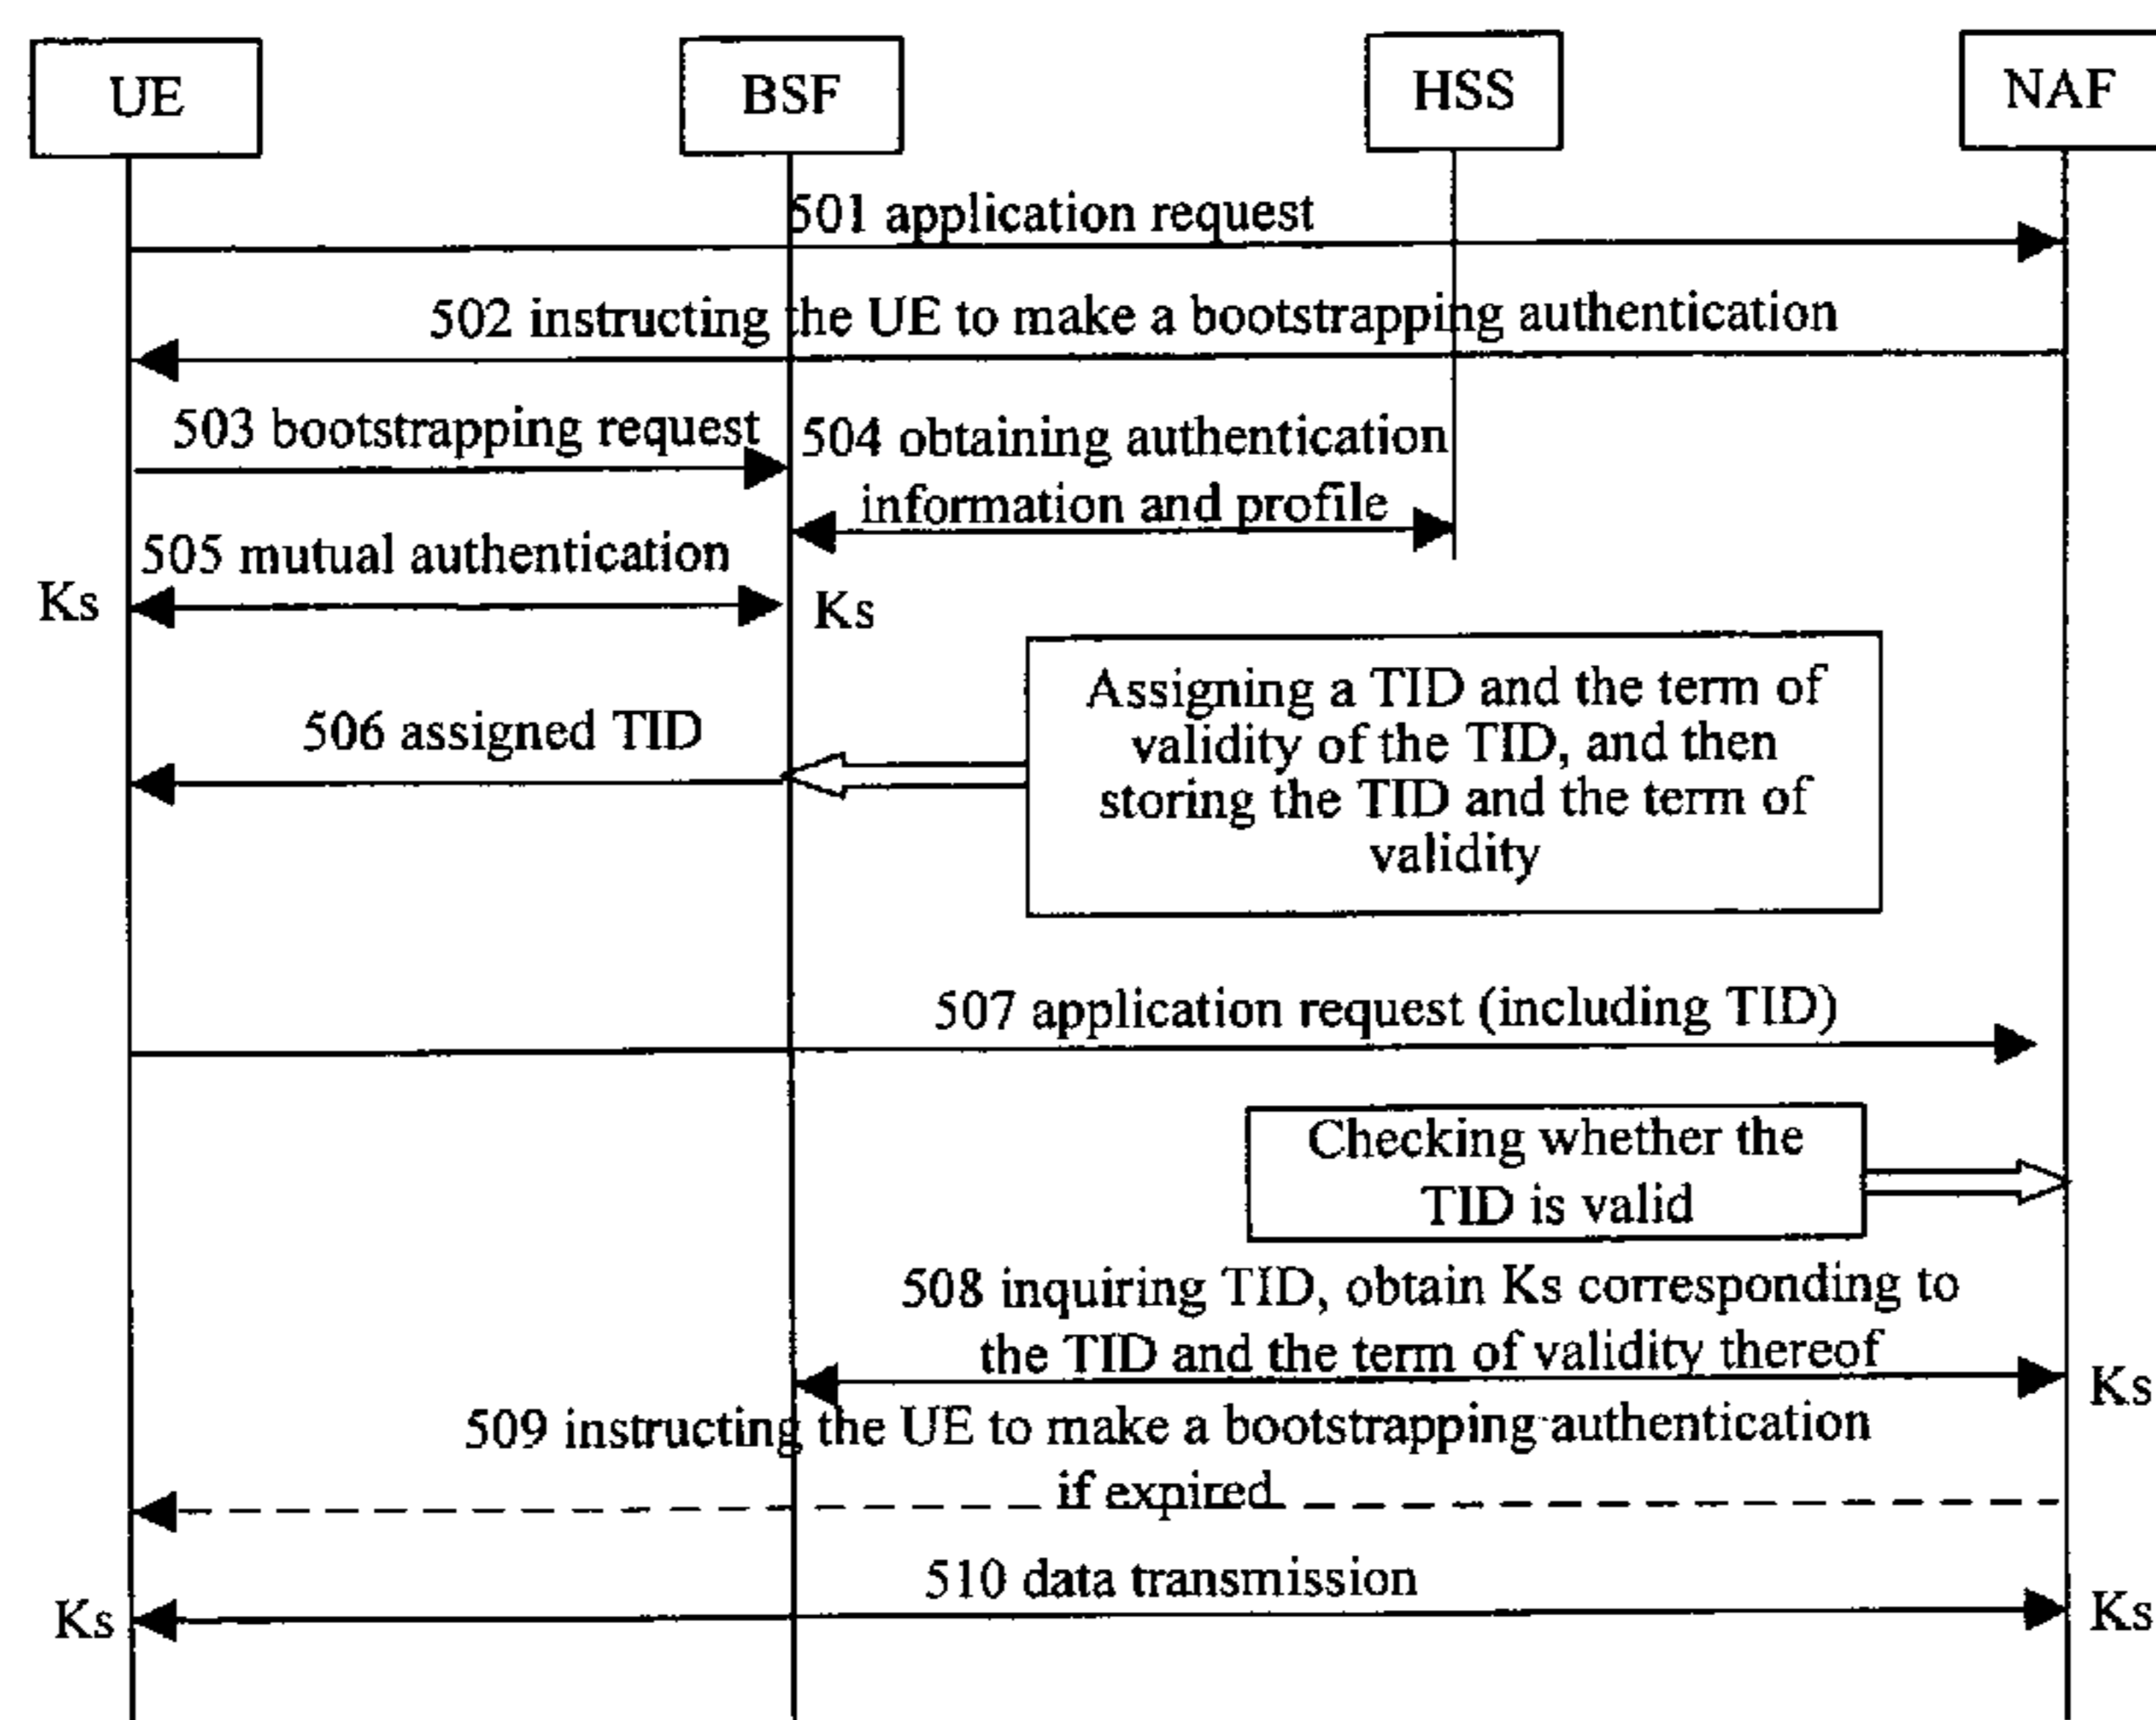 UE
BSF
HSS
NAF
501 application request
502 instructing the UE to make a bootstrapping authentication
503 bootstrapping request
504 obtaining authentication
information and profile
505 mutual authentication
Ks
Ks
Assigning a TID and the term of
validity of the TID, and then
storing the TID and the term of
validity
506 assigned TID
507 application request (including TID)
Checking whether the
TID is valid
508 inquiring TID, obtain Ks corresponding to
the TID and the term of validity thereof
Ks
509 instructing the UE to make a bootstrapping authentication
if expired
510 data transmission
Ks
Ks